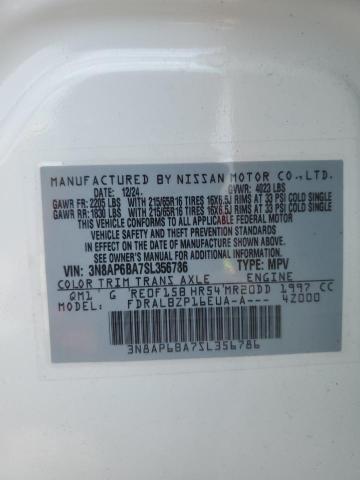 MANUFACTURED BY NISSAN MOTOR CO.,LTD.
DATE: 12/24. GVWR: 4023 LBS
GAWR FR: 2205 LBS WITH 215/65R16 TIRES 16X6.5J RIMS AT 33 PSI COLD SINGLE
GAWR RR: 1830 LBS WITH 215/65R16 TIRES 16X6.5J RIMS AT 33 PSI COLD SINGLE
THIS VEHICLE CONFORMS TO ALL APPLICABLE FEDERAL MOTOR
VEHICLE SAFETY AND THEFT PREVENTION STANDARDS
IN EFFECT ON THE DATE OF MANUFACTURE SHOWN ABOVE.
SEE OWNER'S MANUAL FOR ADDITIONAL INFORMATION.
VIN: 3N8AP6BA7SL356786 TYPE: MPV
COLOR TRIM TRANS AXLE ENGINE
QM1 G RE0F15B HR54 MR20DD 1997 CC
MODEL: FDRALBZP16EUA-A--- 4Z000
3N8AP6BA7SL356786